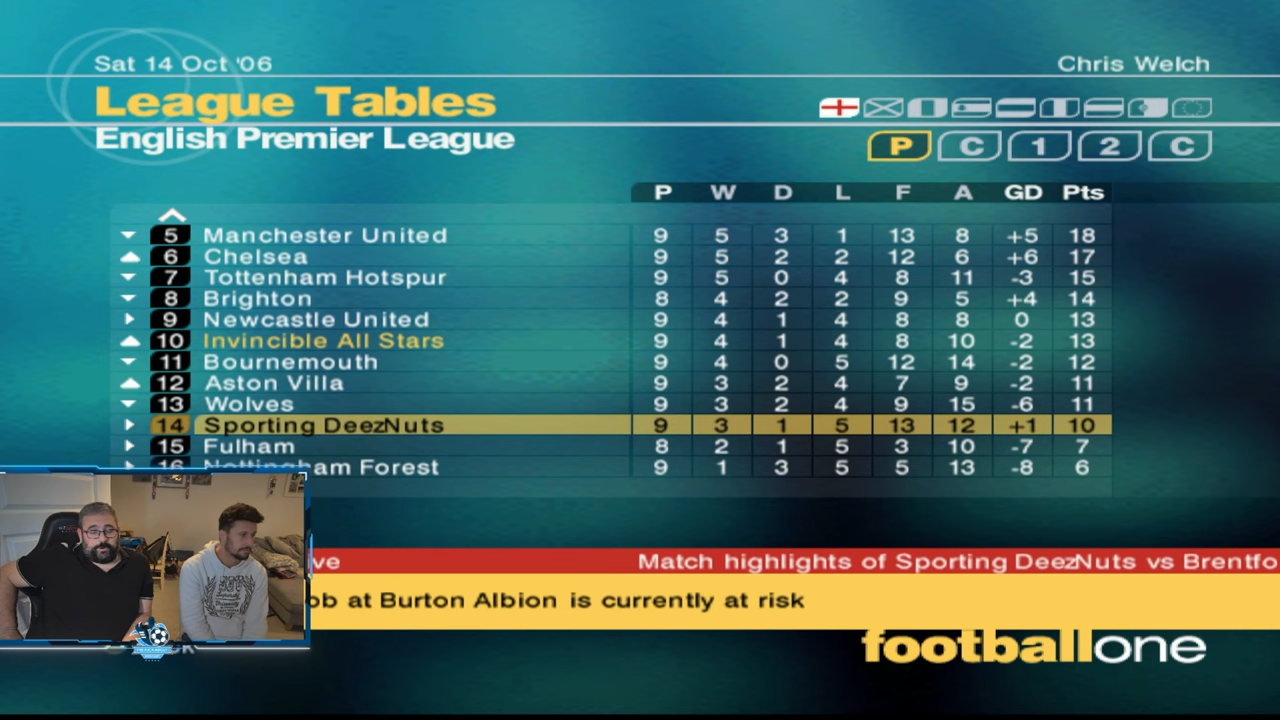 Sat 14 Oct '06
Chris Welch
League Tables
English Premier League
P C 1 2 C
P W D L F A GD Pts
5 Manchester United 9 5 3 1 13 8 +5 18
6 Chelsea 9 5 2 2 12 6 +6 17
7 Tottenham Hotspur 9 5 0 4 8 11 -3 15
8 Brighton 8 4 2 2 9 5 +4 14
9 Newcastle United 9 4 1 4 8 8 0 13
10 Invincible All Stars 9 4 1 4 8 10 -2 13
11 Bournemouth 9 4 0 5 12 14 -2 12
12 Aston Villa 9 3 2 4 7 9 -2 11
13 Wolves 9 3 2 4 9 15 -6 11
14 Sporting DeezNuts 9 3 1 5 13 12 +1 10
15 Fulham 8 2 1 5 3 10 -7 7
16 Nottingham Forest 9 1 3 5 5 13 -8 6
ve Match highlights of Sporting DeezNuts vs Brentfo
ob at Burton Albion is currently at risk
footballone